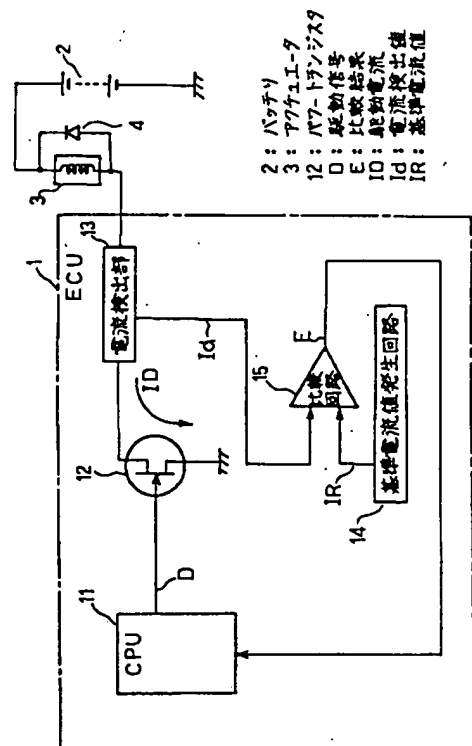 1
ECU
2
3
4
13
電流検出部
Id
ID
12
15
比較
回路
E
IR
14
基準電流値発生回路
D
11
CPU
2: バッテリ
3: アクチュエータ
12: パワートランジスタ
D: 駆動信号
E: 比較結果
ID: 駆動電流
Id: 電流検出値
IR: 基準電流値